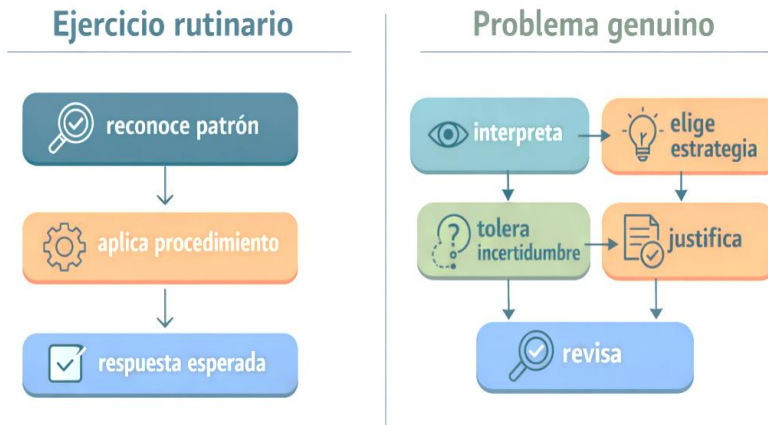 Ejercicio rutinario
reconoce patrón
aplica procedimiento
respuesta esperada
Problema genuino
interpreta
elige
estrategia
tolera
incertidumbre
justifica
revisa